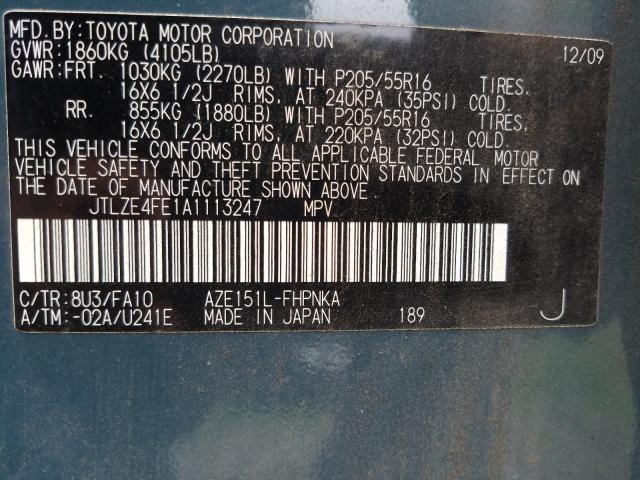 MFD. BY: TOYOTA MOTOR CORPORATION
GVWR: 1860KG (4105LB) 12/09
GAWR: FRT. 1030KG (2270LB) WITH P205/55R16 TIRES.
16X6 1/2J RIMS. AT 240KPA (35PSI) COLD.
RR. 855KG (1880LB) WITH P205/55R16 TIRES.
16X6 1/2J RIMS. AT 220KPA (32PSI) COLD.
THIS VEHICLE CONFORMS TO ALL APPLICABLE FEDERAL MOTOR
VEHICLE SAFETY AND THEFT PREVENTION STANDARDS IN EFFECT ON
THE DATE OF MANUFACTURE SHOWN ABOVE.
JTLZE4FE1A1113247 MPV
C/TR: 8U3/FA10 AZE151L-FHPNKA
A/TM: -02A/U241E MADE IN JAPAN 189 J